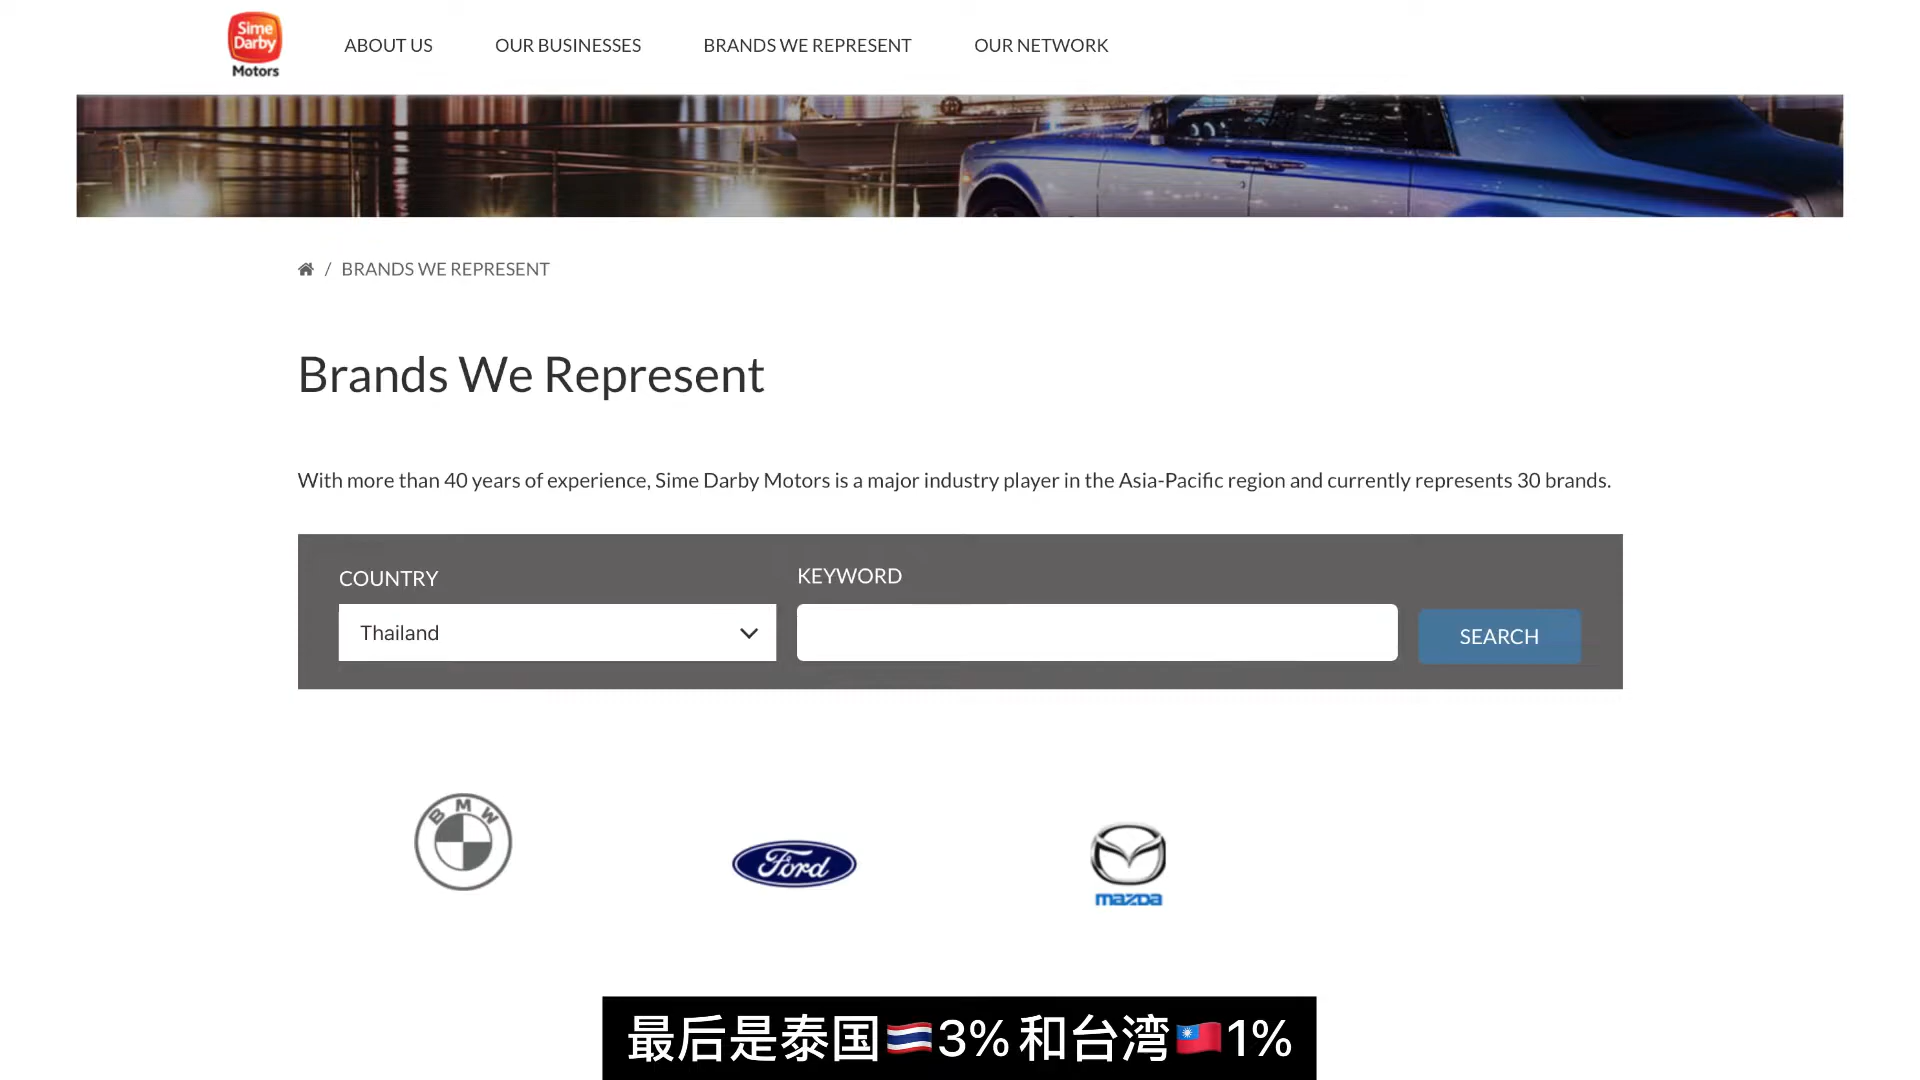 Sime
Darby
Motors
ABOUT US
OUR BUSINESSES
BRANDS WE REPRESENT
OUR NETWORK
/ BRANDS WE REPRESENT
Brands We Represent
With more than 40 years of experience, Sime Darby Motors is a major industry player in the Asia-Pacific region and currently represents 30 brands.
COUNTRY
KEYWORD
Thailand
SEARCH
BMW
Ford
mazda
最后是泰国🇹🇭3% 和台湾🇹🇼1%